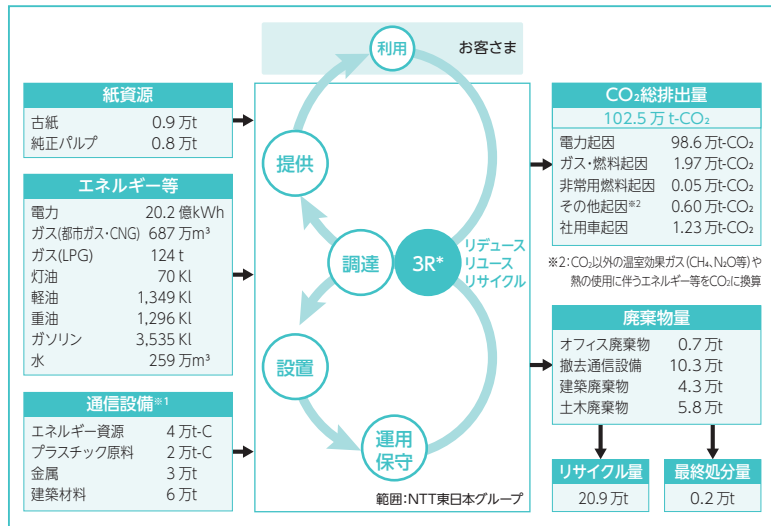 利用
お客さま
紙資源
古紙 0.9 万t
純正パルプ 0.8 万t
エネルギー等
電力 20.2 億kWh
ガス(都市ガス・CNG) 687 万m³
ガス(LPG) 124 t
灯油 70 Kl
軽油 1,349 Kl
重油 1,296 Kl
ガソリン 3,535 Kl
水 259 万m³
通信設備※1
エネルギー資源 4 万t-C
プラスチック原料 2 万t-C
金属 3 万t
建築材料 6 万t
提供
調達
3R*
リデュース
リユース
リサイクル
設置
運用
保守
範囲:NTT東日本グループ
CO₂総排出量
102.5 万 t-CO₂
電力起因 98.6 万t-CO₂
ガス・燃料起因 1.97 万t-CO₂
非常用燃料起因 0.05 万t-CO₂
その他起因※2 0.60 万t-CO₂
社用車起因 1.23 万t-CO₂
※2:CO₂以外の温室効果ガス(CH₄、N₂O等)や
熱の使用に伴うエネルギー等をCO₂に換算
廃棄物量
オフィス廃棄物 0.7 万t
撤去通信設備 10.3 万t
建築廃棄物 4.3 万t
土木廃棄物 5.8 万t
リサイクル量
20.9 万t
最終処分量
0.2 万t